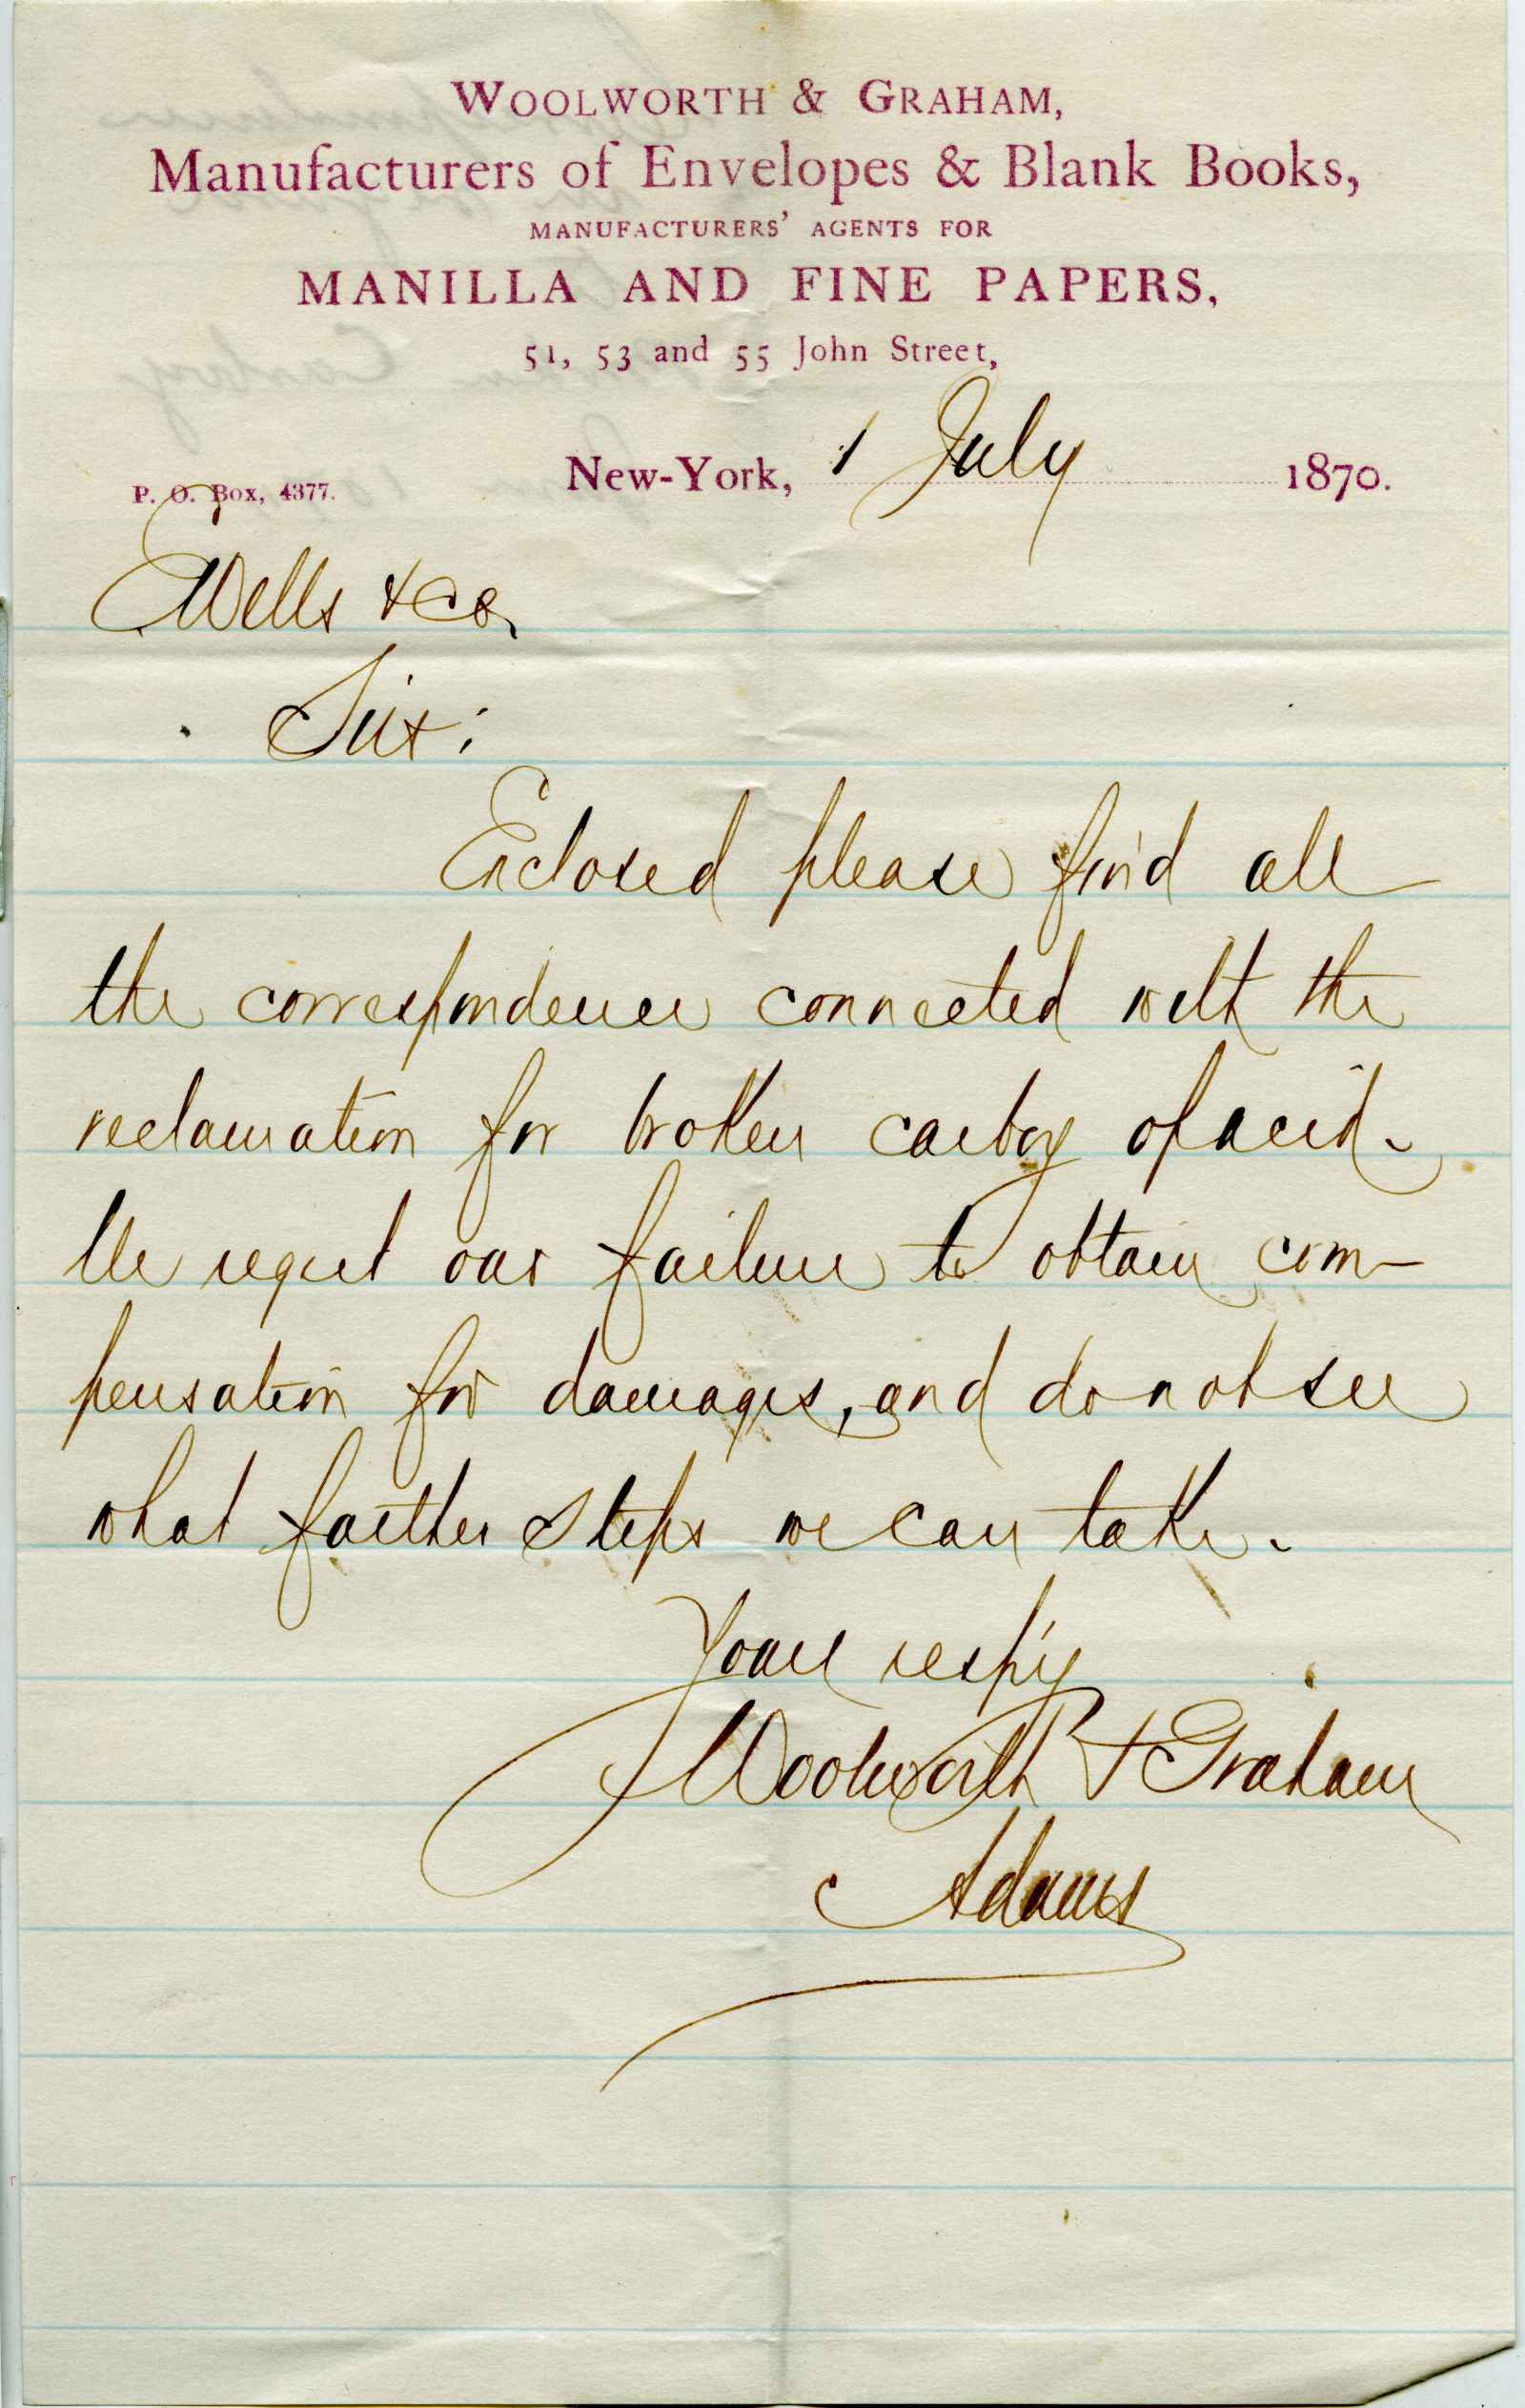 WOOLWORTH & GRAHAM,
Manufacturers of Envelopes & Blank Books,
MANUFACTURERS' AGENTS FOR
MANILLA AND FINE PAPERS,
51, 53 and 55 John Street,
New-York, 1 July 1870.
P. O. Box, 4377.
Wells & Co.
Sirs:
Enclosed please find all
the correspondence connected with the
reclamation for broken carboy of acid.
We regret our failure to obtain com-
pensation for damages, and do not see
what farther steps we can take.
Yours resp'y
Woolworth & Graham
Adams